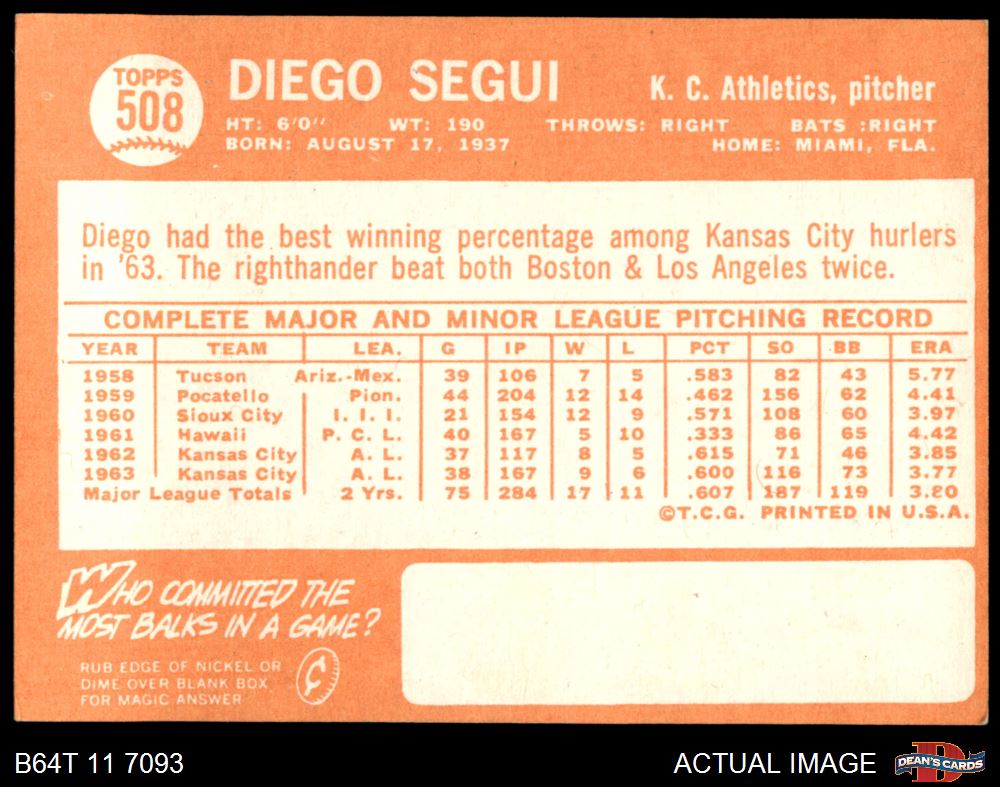 TOPPS
508
DIEGO SEGUI
K. C. Athletics, pitcher
HT: 6'0" WT: 190 THROWS: RIGHT BATS :RIGHT
BORN: AUGUST 17, 1937 HOME: MIAMI, FLA.
Diego had the best winning percentage among Kansas City hurlers
in '63. The righthander beat both Boston & Los Angeles twice.
COMPLETE MAJOR AND MINOR LEAGUE PITCHING RECORD
YEAR TEAM LEA. G IP W L PCT SO BB ERA
1958 Tucson Ariz.-Mex. 39 106 7 5 .583 82 43 5.77
1959 Pocatello Pion. 44 204 12 14 .462 156 62 4.41
1960 Sioux City I. I. I. 21 154 12 9 .571 108 60 3.97
1961 Hawaii P. C. L. 40 167 5 10 .333 86 65 4.42
1962 Kansas City A. L. 37 117 8 5 .615 71 46 3.85
1963 Kansas City A. L. 38 167 9 6 .600 116 73 3.77
Major League Totals 2 Yrs. 75 284 17 11 .607 187 119 3.80
©T.C.G. PRINTED IN U.S.A.
WHO COMMITTED THE
MOST BALKS IN A GAME?
RUB EDGE OF NICKEL OR
DIME OVER BLANK BOX
FOR MAGIC ANSWER
¢
B64T 11 7093
ACTUAL IMAGE
D
DEAN'S CARDS